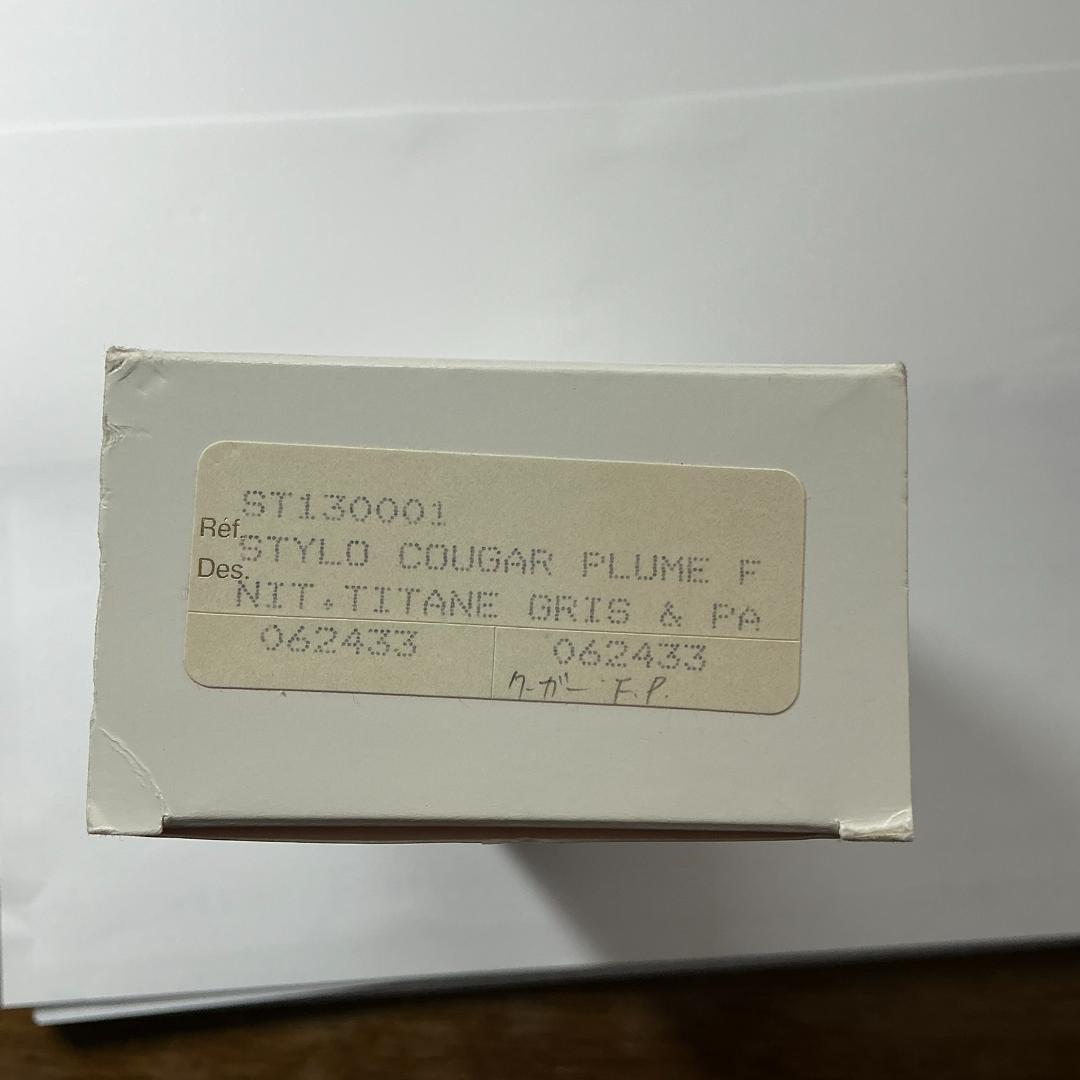 Réf. ST130001
Des. STYLO COUGAR PLUME F
NIT.TITANE GRIS & PA
062433 062433
クーガー F.P.